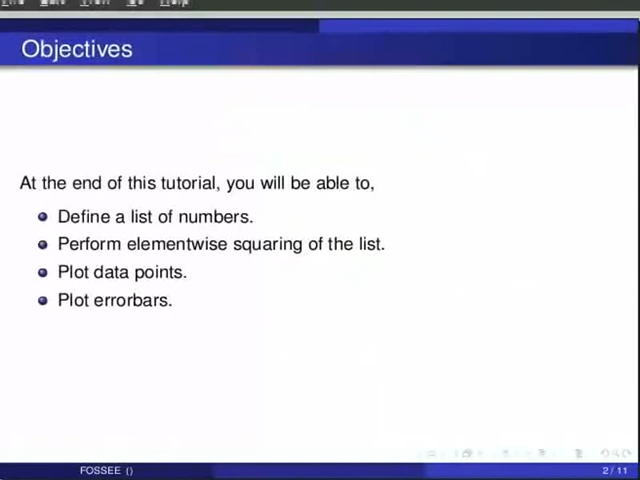 Objectives
At the end of this tutorial, you will be able to,
Define a list of numbers.
Perform elementwise squaring of the list.
Plot data points.
Plot errorbars.
FOSSEE ()
2 / 11